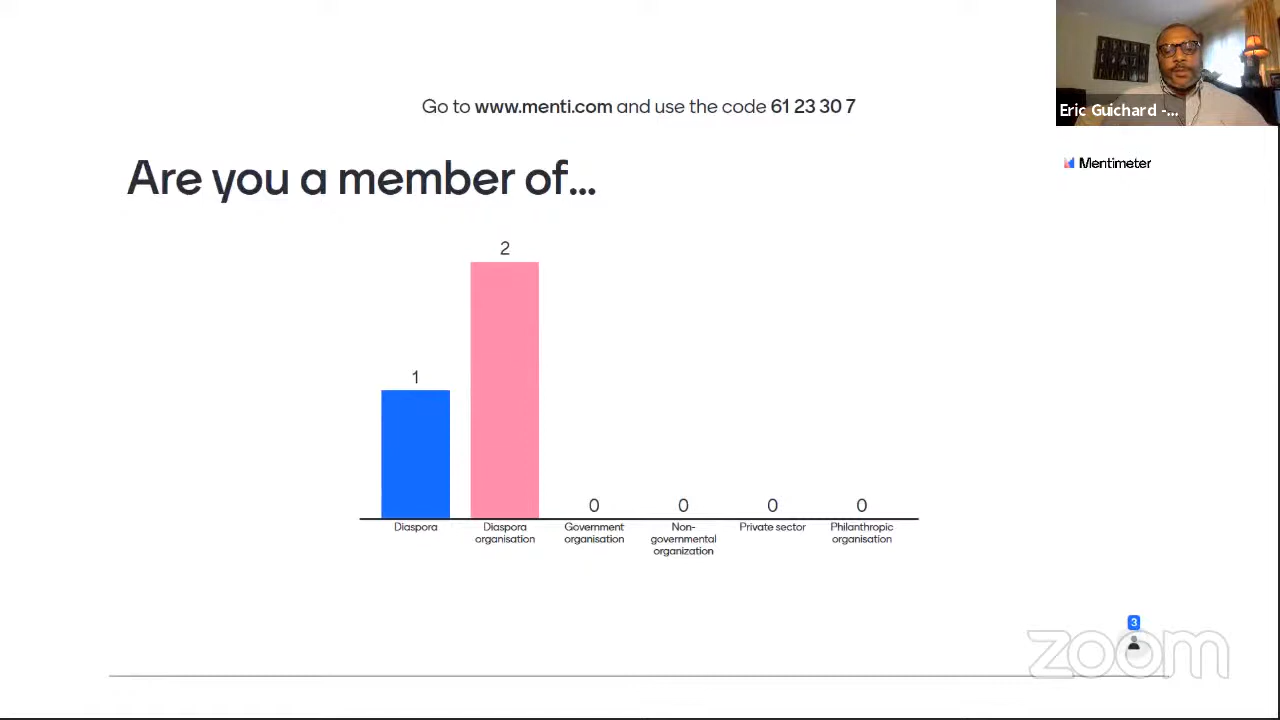 Go to www.menti.com and use the code 61 23 30 7
Eric Guichard -...
Mentimeter
Are you a member of...
2
1
0
0
0
0
Diaspora
Diaspora
organisation
Government
organisation
Non-
governmental
organization
Private sector
Philanthropic
organisation
3
zoom